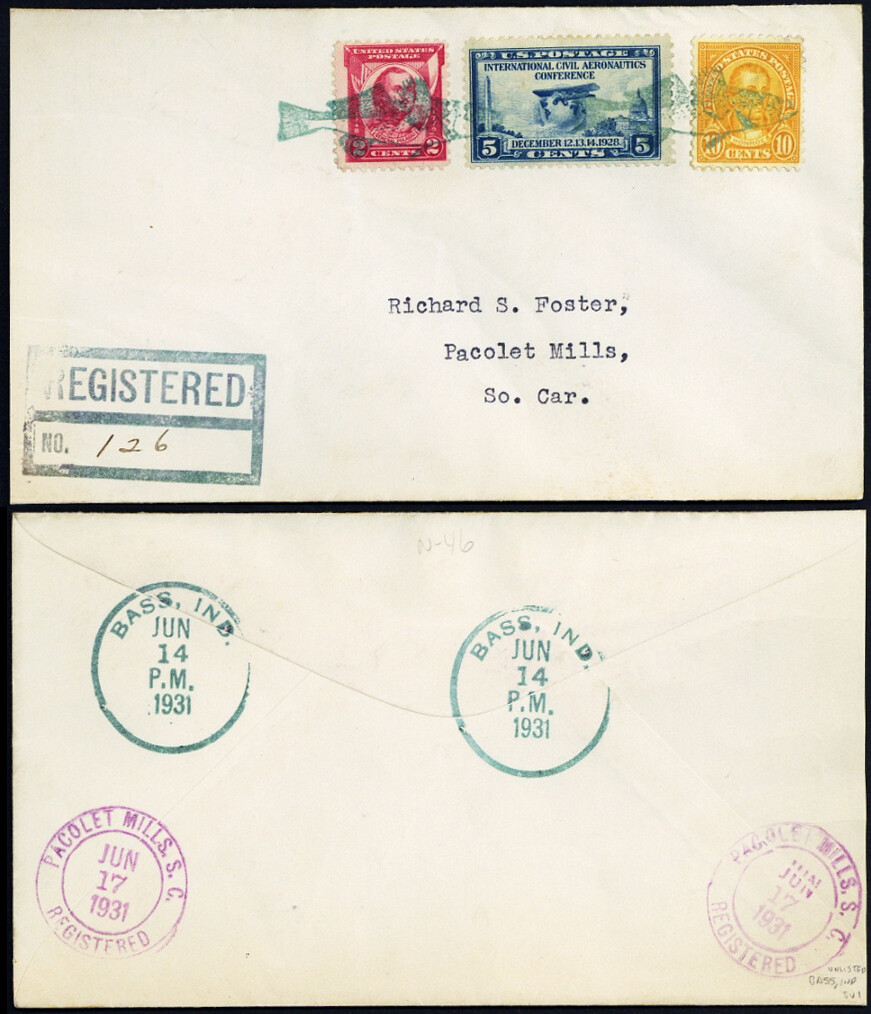 UNITED STATES
POSTAGE
2 CENTS 2
U.S. POSTAGE
INTERNATIONAL CIVIL AERONAUTICS
CONFERENCE
DECEMBER 12.13.14.1928
5 CENTS 5
UNITED STATES POSTAGE
MONROE
10 CENTS 10
Richard S. Foster,
Pacolet Mills,
So. Car.
REGISTERED
NO. 126
N-46
BASS, IND.
JUN
14
P.M.
1931
BASS, IND.
JUN
14
P.M.
1931
PACOLET MILLS, S. C.
JUN
17
1931
REGISTERED
PACOLET MILLS, S. C.
JUN
JUN
17
1931
REGISTERED
UNLISTED
BASS, IND